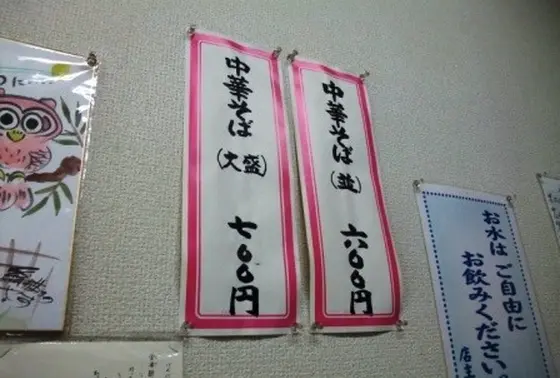 中華そば(並) 六〇〇円
中華そば(大盛) 七〇〇円
お水はご自由に
お飲みください。
店主